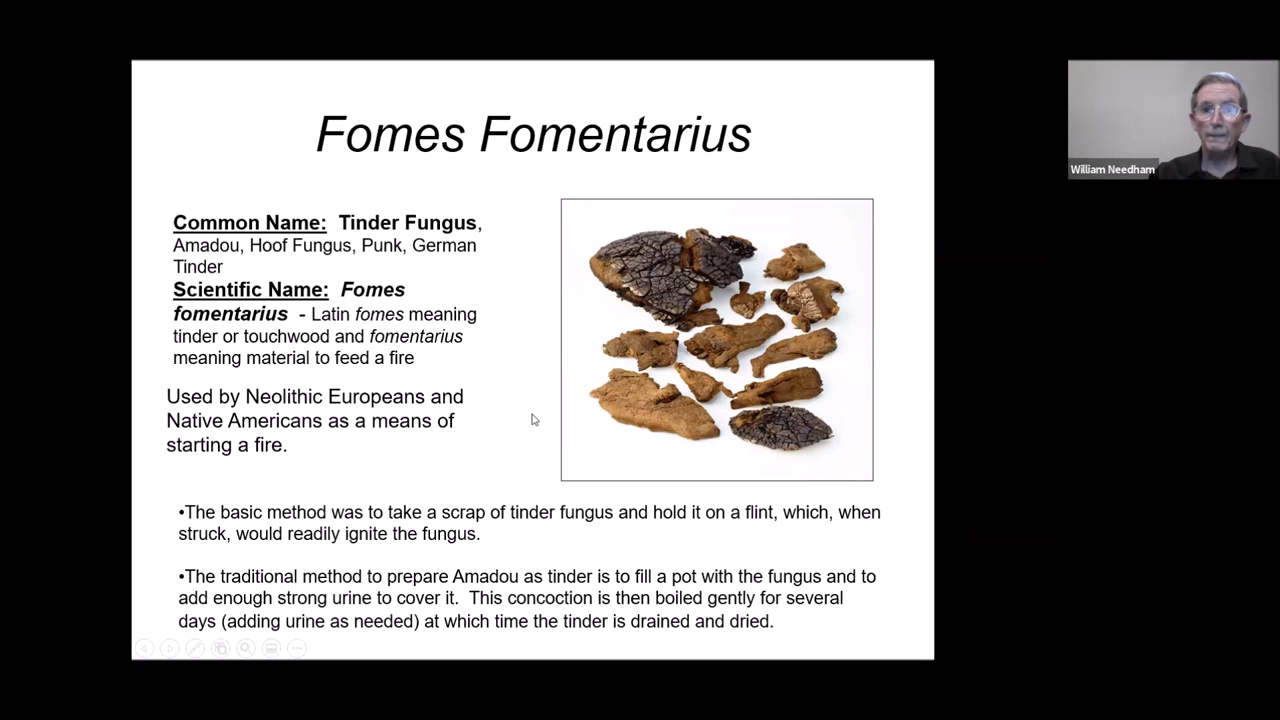 Fomes Fomentarius
Common Name: Tinder Fungus,
Amadou, Hoof Fungus, Punk, German
Tinder
Scientific Name: Fomes
fomentarius - Latin fomes meaning
tinder or touchwood and fomentarius
meaning material to feed a fire
Used by Neolithic Europeans and
Native Americans as a means of
starting a fire.
•The basic method was to take a scrap of tinder fungus and hold it on a flint, which, when
struck, would readily ignite the fungus.
•The traditional method to prepare Amadou as tinder is to fill a pot with the fungus and to
add enough strong urine to cover it. This concoction is then boiled gently for several
days (adding urine as needed) at which time the tinder is drained and dried.
William Needham